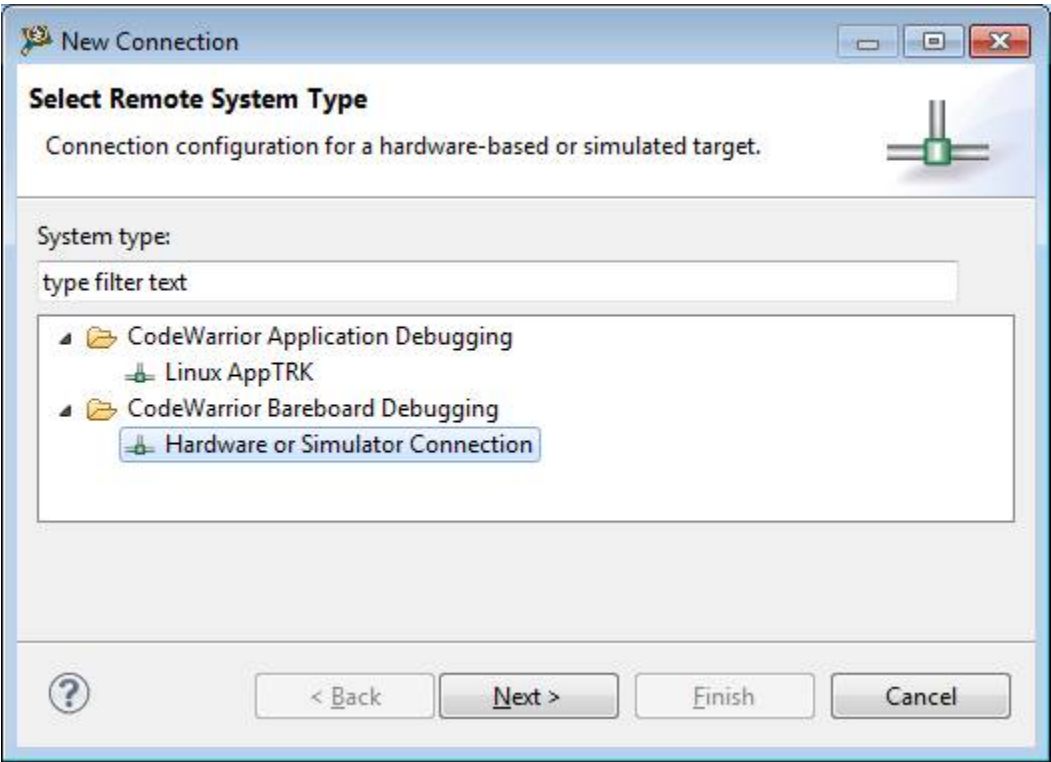 New Connection
Select Remote System Type
Connection configuration for a hardware-based or simulated target.
System type:
type filter text
CodeWarrior Application Debugging
Linux AppTRK
CodeWarrior Bareboard Debugging
Hardware or Simulator Connection
? < Back Next > Finish Cancel